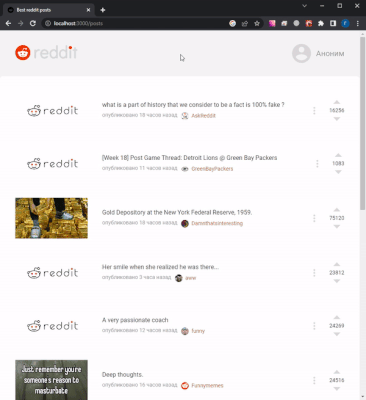 Best reddit posts
localhost:3000/posts
reddit
Аноним
reddit
what is a part of history that we consider to be a fact is 100% fake ?
опубликовано 18 часов назад AskReddit
16256
reddit
[Week 18] Post Game Thread: Detroit Lions @ Green Bay Packers
опубликовано 11 часов назад GreenBayPackers
1083
Gold Depository at the New York Federal Reserve, 1959.
опубликовано 18 часов назад Damnthatsinteresting
75120
reddit
Her smile when she realized he was there...
опубликовано 3 часа назад aww
23812
reddit
A very passionate coach
опубликовано 12 часов назад funny
24269
Just remember you're
someone's reason to
masturbate
Deep thoughts.
опубликовано 16 часов назад Funnymemes
24516